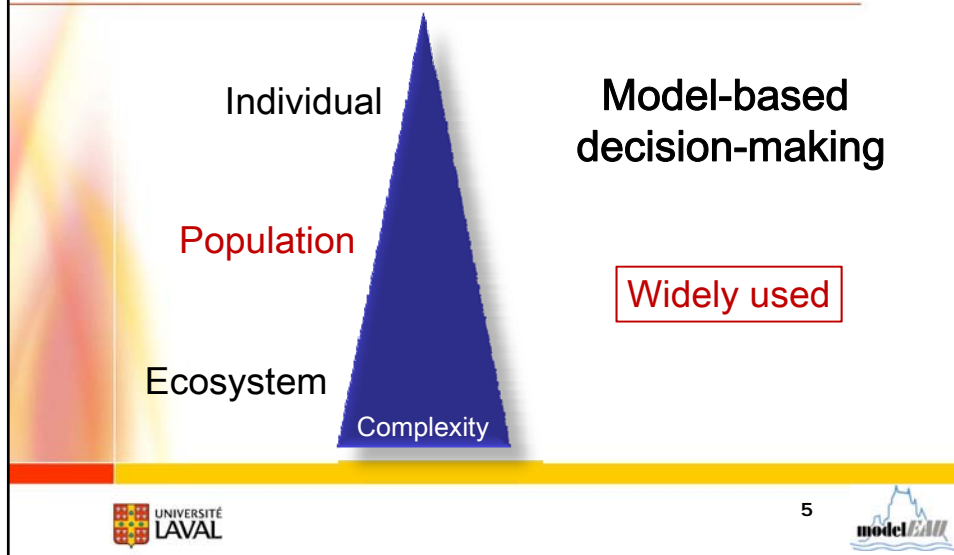 Individual
Model-based
decision-making
Population
Widely used
Ecosystem
Complexity
UNIVERSITÉ
LAVAL
5
modelEAU